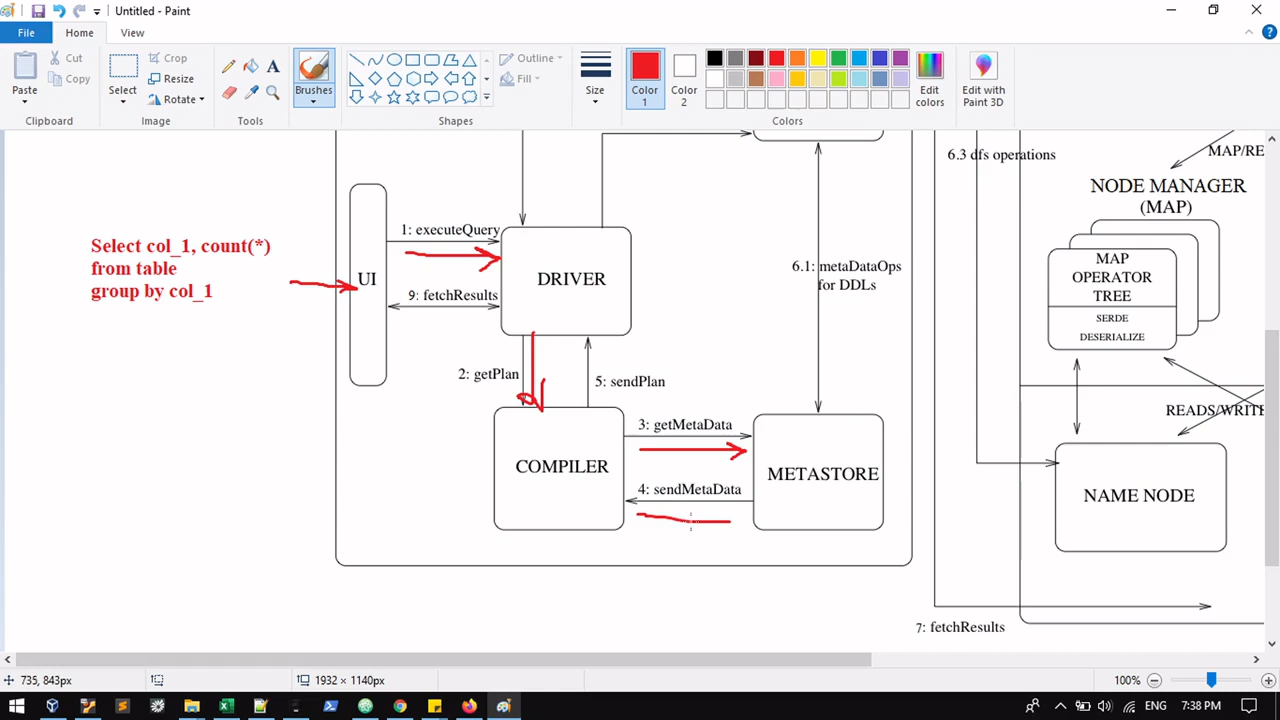 Untitled - Paint
File
Home
View
Paste
Cut
Copy
Clipboard
Select
Crop
Resize
Rotate
Image
Tools
Brushes
Shapes
Outline
Fill
Size
Color 1
Color 2
Colors
Edit colors
Edit with Paint 3D
Select col_1, count(*)
from table
group by col_1
UI
1: executeQuery
9: fetchResults
DRIVER
2: getPlan
5: sendPlan
COMPILER
3: getMetaData
4: sendMetaData
METASTORE
6.1: metaDataOps
for DDLs
6.3 dfs operations
MAP/RE
NODE MANAGER
(MAP)
MAP
OPERATOR
TREE
SERDE
DESERIALIZE
READS/WRITE
NAME NODE
7: fetchResults
735, 843px
1932 × 1140px
100%
ENG
7:38 PM